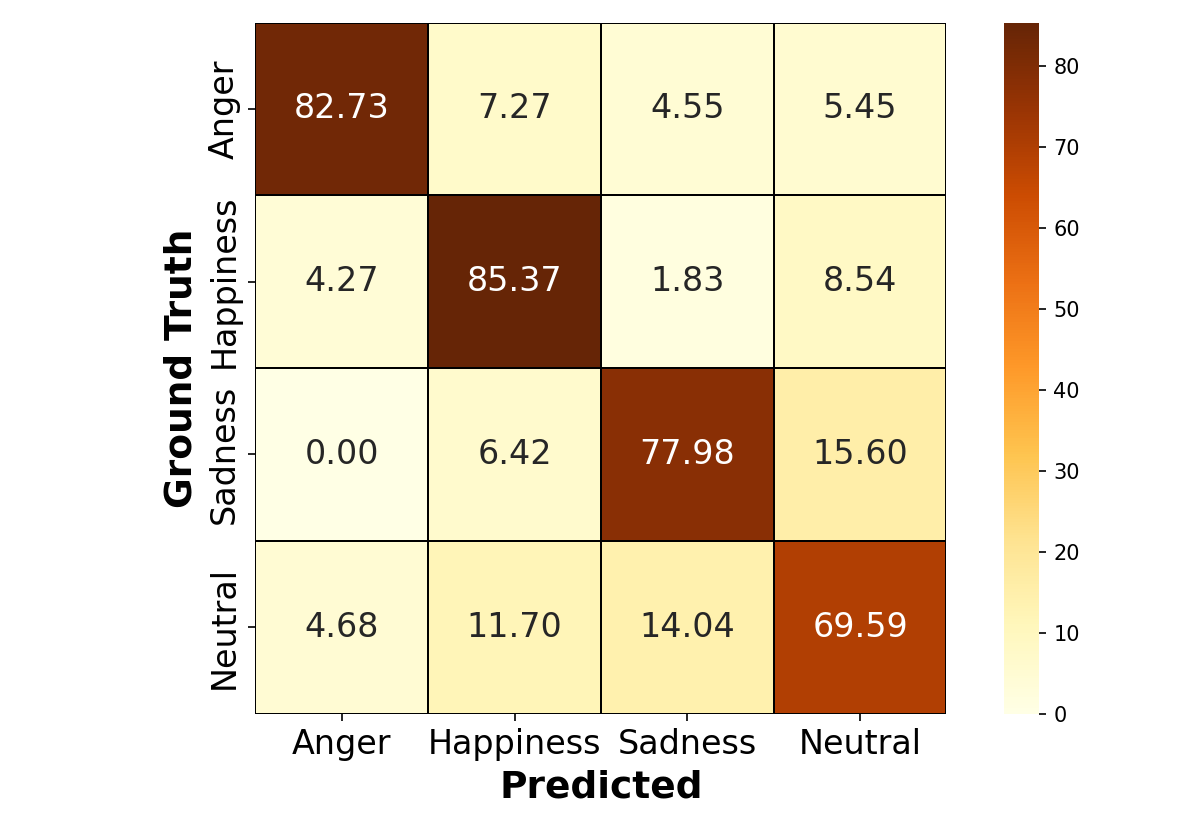 Ground Truth
Anger
82.73 7.27 4.55 5.45
Happiness
4.27 85.37 1.83 8.54
Sadness
0.00 6.42 77.98 15.60
Neutral
4.68 11.70 14.04 69.59
Anger Happiness Sadness Neutral
Predicted
80
70
60
50
40
30
20
10
0